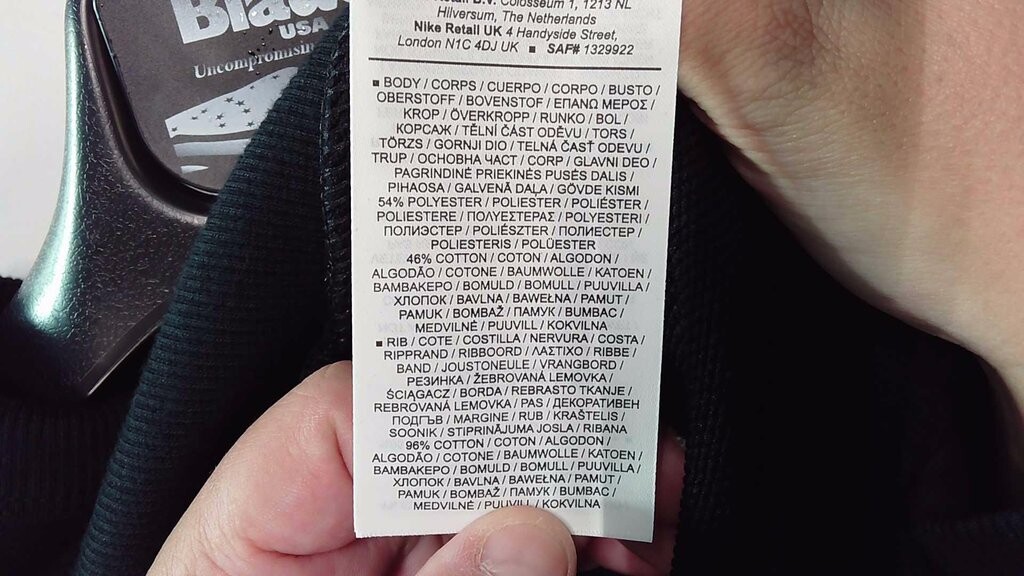 USA
Colosseum 1, 1213 NL
Hilversum, The Netherlands
Nike Retail UK 4 Handyside Street,
London N1C 4DJ UK ▪ SAF# 1329922
▪ BODY / CORPS / CUERPO / CORPO / BUSTO /
OBERSTOFF / BOVENSTOF / ΕΠΑΝΩ ΜΕΡΟΣ /
KROP / ÖVERKROPP / RUNKO / BOL /
КОРСАЖ / TĚLNÍ ČÁST ODĚVU / TORS /
TÖRZS / GORNJI DIO / TELNÁ ČASŤ ODEVU /
TRUP / ОСНОВНА ЧАСТ / CORP / GLAVNI DEO /
PAGRINDINĖ PRIEKINĖS PUSĖS DALIS /
PIHAOSA / GALVENĀ DAĻA / GÖVDE KISMI
54% POLYESTER / POLIESTER / POLIÉSTER /
POLIESTERE / ΠΟΛΥΕΣΤΕΡΑΣ / POLYESTERI /
ПОЛИЭСТЕР / POLIÉSZTER / ПОЛИЕСТЕР /
POLIESTERIS / POLÜESTER
46% COTTON / COTON / ALGODON /
ALGODÃO / COTONE / BAUMWOLLE / KATOEN /
ΒΑΜΒΑΚΕΡΟ / BOMULD / BOMULL / PUUVILLA /
ХЛОПОК / BAVLNA / BAWEŁNA / PAMUT /
PAMUK / BOMBAŽ / ПАМУК / BUMBAC /
MEDVILNĖ / PUUVILL / KOKVILNA
▪ RIB / COTE / COSTILLA / NERVURA / COSTA /
RIPPRAND / RIBBOORD / ΛΑΣΤΙΧΟ / RIBBE /
BAND / JOUSTONEULE / VRANGBORD /
РЕЗИНКА / ŽEBROVANÁ LEMOVKA /
ŚCIĄGACZ / BORDA / REBRASTO TKANJE /
REBROVANÁ LEMOVKA / PAS / ДЕКОРАТИВЕН
ПОДГЪВ / MARGINE / RUB / KRAŠTELIS /
SOONIK / STIPRINĀJUMA JOSLA / RIBANA
96% COTTON / COTON / ALGODON /
ALGODÃO / COTONE / BAUMWOLLE / KATOEN /
ΒΑΜΒΑΚΕΡΟ / BOMULD / BOMULL / PUUVILLA /
ХЛОПОК / BAVLNA / BAWEŁNA / PAMUT /
PAMUK / BOMBAŽ / ПАМУК / BUMBAC /
MEDVILNĖ / PUUVILL / KOKVILNA